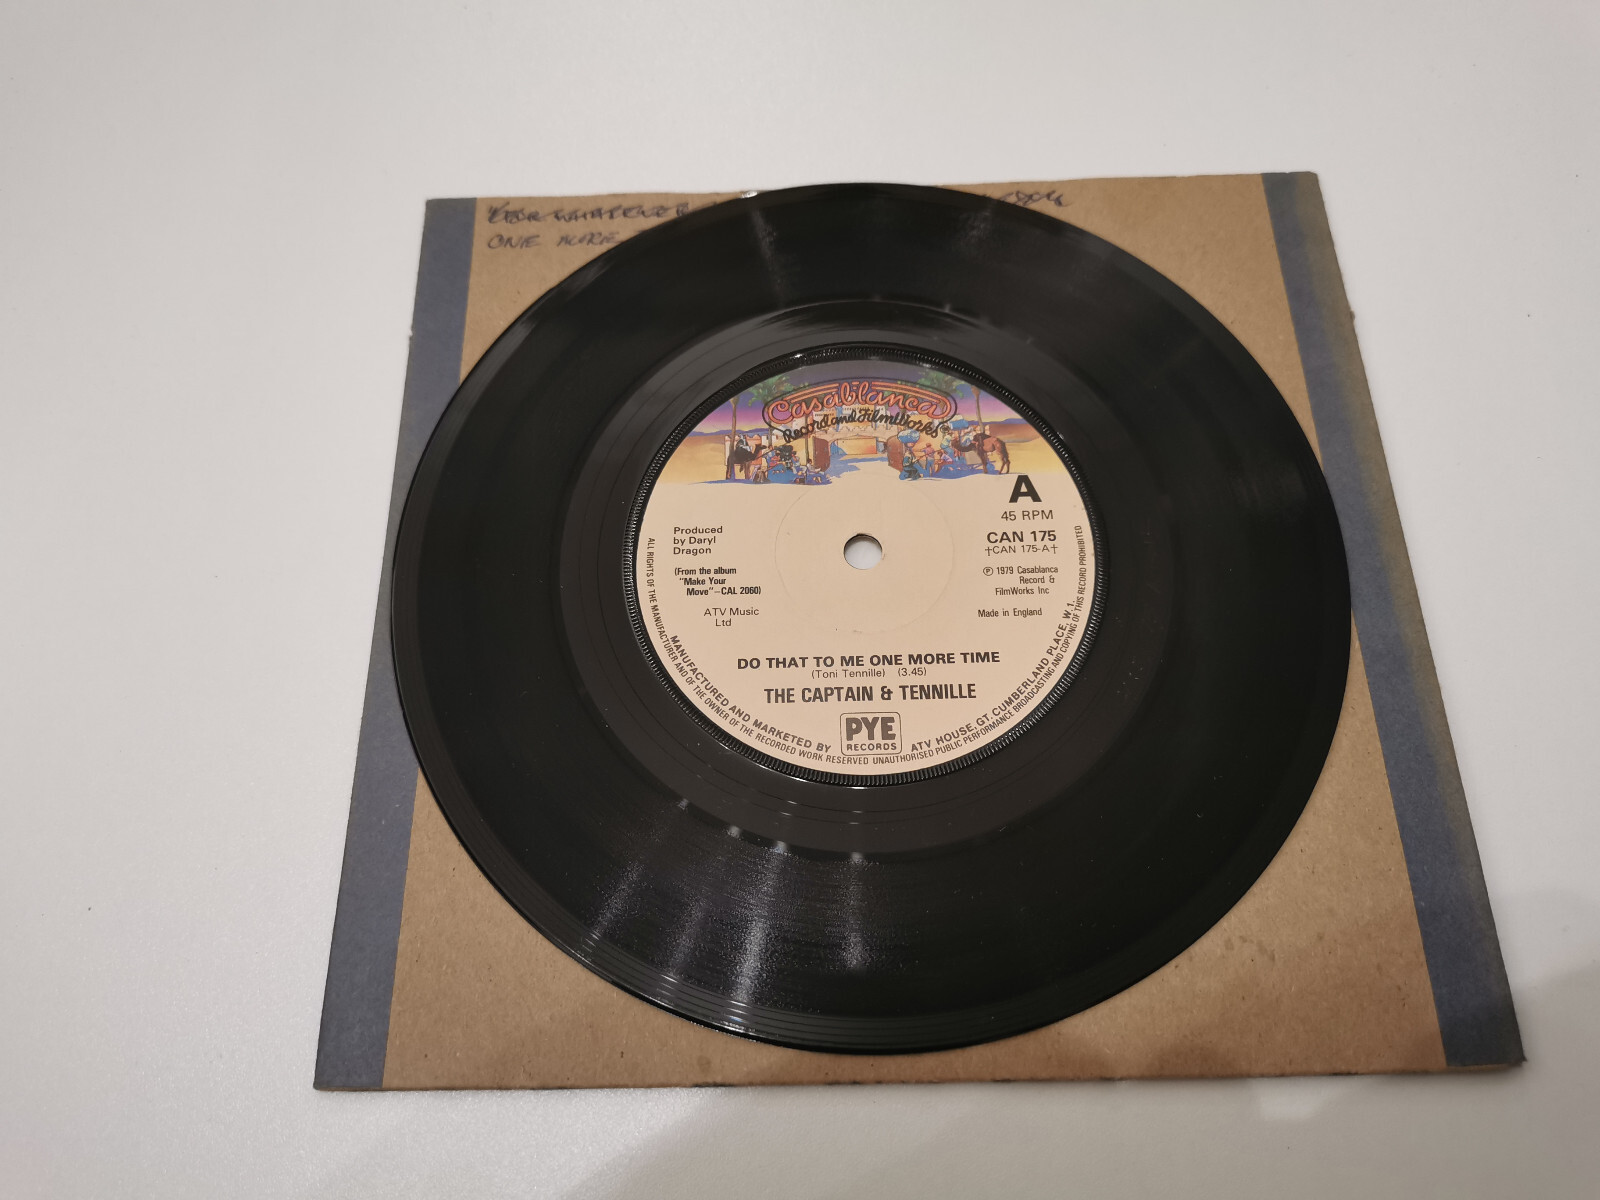 ONE MORE
Casablanca
Record and FilmWorks
A
45 RPM
CAN 175
†CAN 175-A†
Ⓟ 1979 Casablanca
Record &
FilmWorks Inc
Made in England
Produced
by Daryl
Dragon
(From the album
"Make Your
Move"–CAL 2060)
ATV Music
Ltd
DO THAT TO ME ONE MORE TIME
(Toni Tennille) (3.45)
THE CAPTAIN & TENNILLE
PYE
RECORDS
MANUFACTURED AND MARKETED BY ATV HOUSE, GT. CUMBERLAND PLACE, W.1.
ALL RIGHTS OF THE MANUFACTURER AND OF THE OWNER OF THE RECORDED WORK RESERVED UNAUTHORISED PUBLIC PERFORMANCE BROADCASTING AND COPYING OF THIS RECORD PROHIBITED